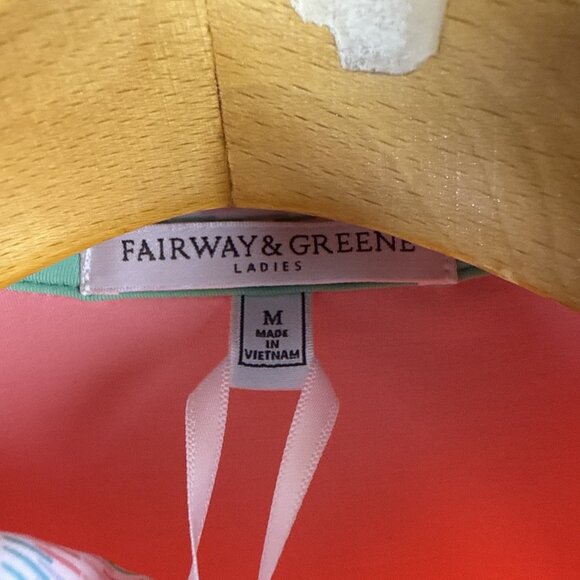 FAIRWAY & GREENE
LADIES
M
MADE
IN
VIETNAM